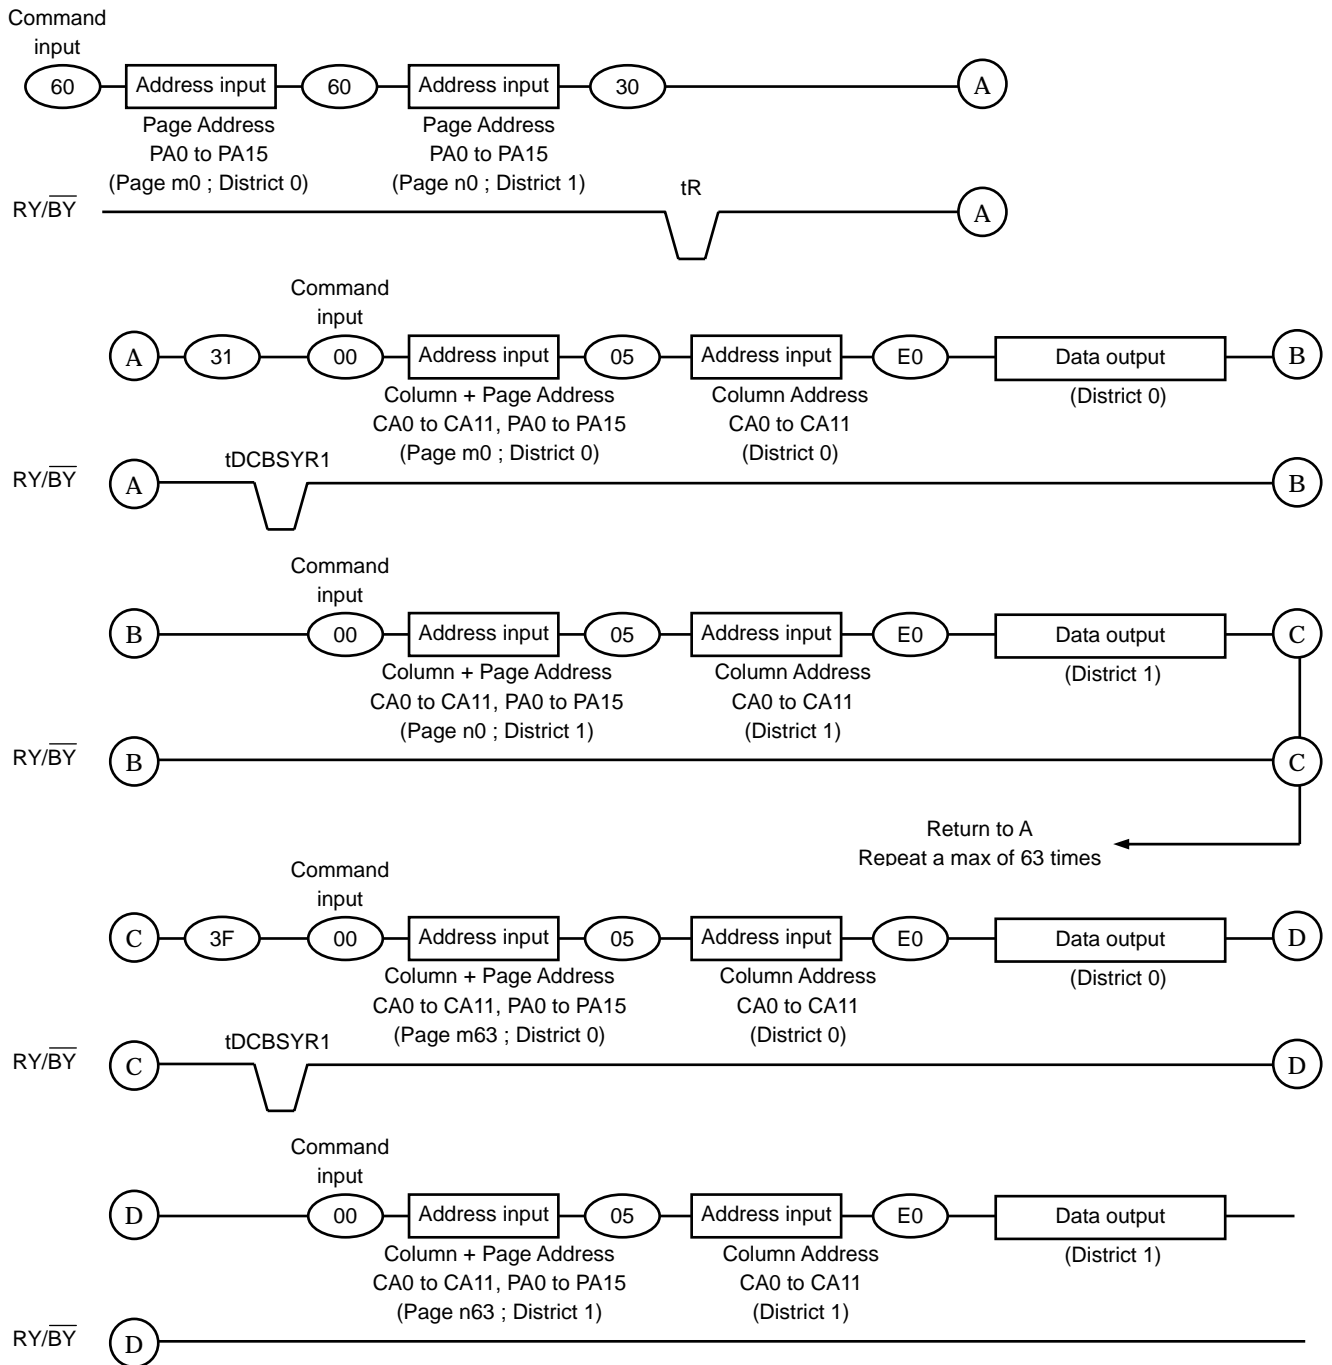 Command
input
60 Address input 60 Address input 30 A
Page Address Page Address
PA0 to PA15 PA0 to PA15
(Page m0 ; District 0) (Page n0 ; District 1) tR
RY/BY A
Command
input
A 31 00 Address input 05 Address input E0 Data output B
Column + Page Address Column Address (District 0)
CA0 to CA11, PA0 to PA15 CA0 to CA11
(Page m0 ; District 0) (District 0)
tDCBSYR1
RY/BY A B
Command
input
B 00 Address input 05 Address input E0 Data output C
Column + Page Address Column Address (District 1)
CA0 to CA11, PA0 to PA15 CA0 to CA11
(Page n0 ; District 1) (District 1)
RY/BY B C
Return to A
Repeat a max of 63 times
Command
input
C 3F 00 Address input 05 Address input E0 Data output D
Column + Page Address Column Address (District 0)
CA0 to CA11, PA0 to PA15 CA0 to CA11
(Page m63 ; District 0) (District 0)
tDCBSYR1
RY/BY C D
Command
input
D 00 Address input 05 Address input E0 Data output
Column + Page Address Column Address (District 1)
CA0 to CA11, PA0 to PA15 CA0 to CA11
(Page n63 ; District 1) (District 1)
RY/BY D